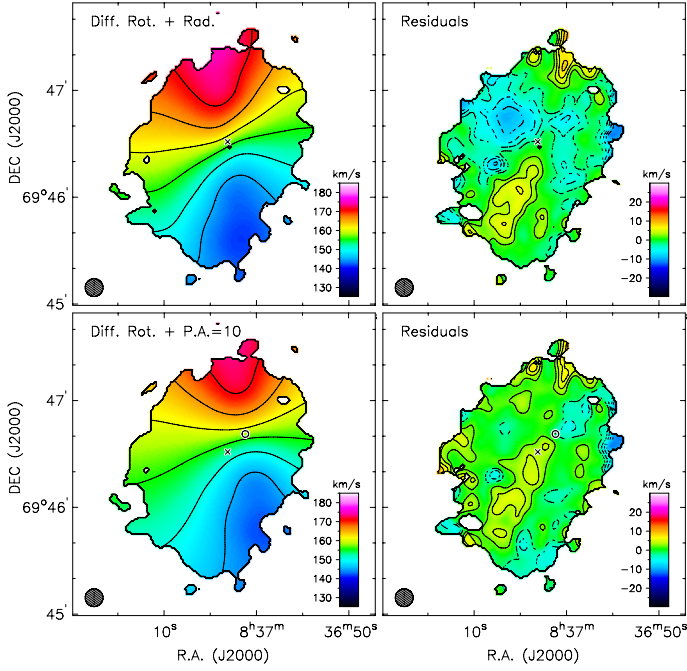 Diff. Rot. + Rad.
Residuals
47'
69°46'
45'
DEC (J2000)
km/s
180
170
160
150
140
130
km/s
20
10
0
−10
−20
Diff. Rot. + P.A.=10
Residuals
47'
69°46'
45'
DEC (J2000)
km/s
180
170
160
150
140
130
km/s
20
10
0
−10
−20
10s 8h37m 36m50s
10s 8h37m 36m50s
R.A. (J2000)
R.A. (J2000)